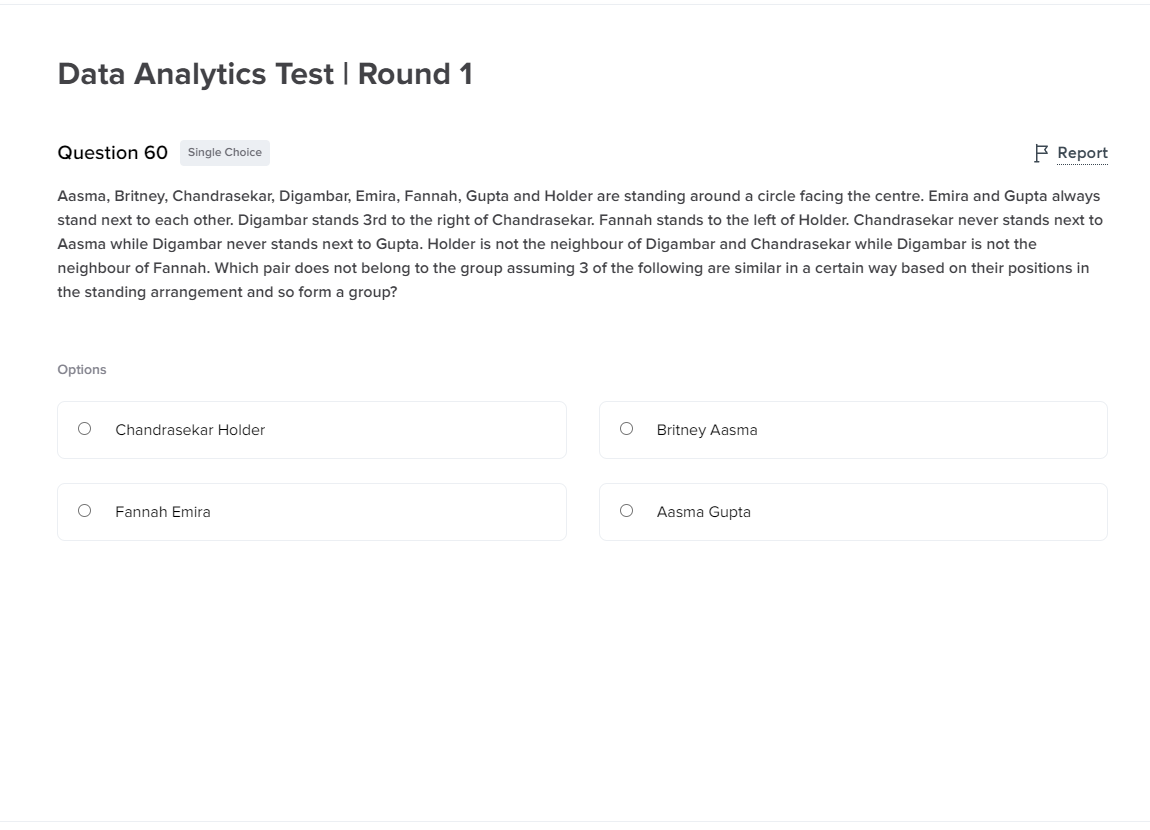 Data Analytics Test | Round 1
Question 60 Single Choice Report
Aasma, Britney, Chandrasekar, Digambar, Emira, Fannah, Gupta and Holder are standing around a circle facing the centre. Emira and Gupta always
stand next to each other. Digambar stands 3rd to the right of Chandrasekar. Fannah stands to the left of Holder. Chandrasekar never stands next to
Aasma while Digambar never stands next to Gupta. Holder is not the neighbour of Digambar and Chandrasekar while Digambar is not the
neighbour of Fannah. Which pair does not belong to the group assuming 3 of the following are similar in a certain way based on their positions in
the standing arrangement and so form a group?
Options
Chandrasekar Holder
Britney Aasma
Fannah Emira
Aasma Gupta